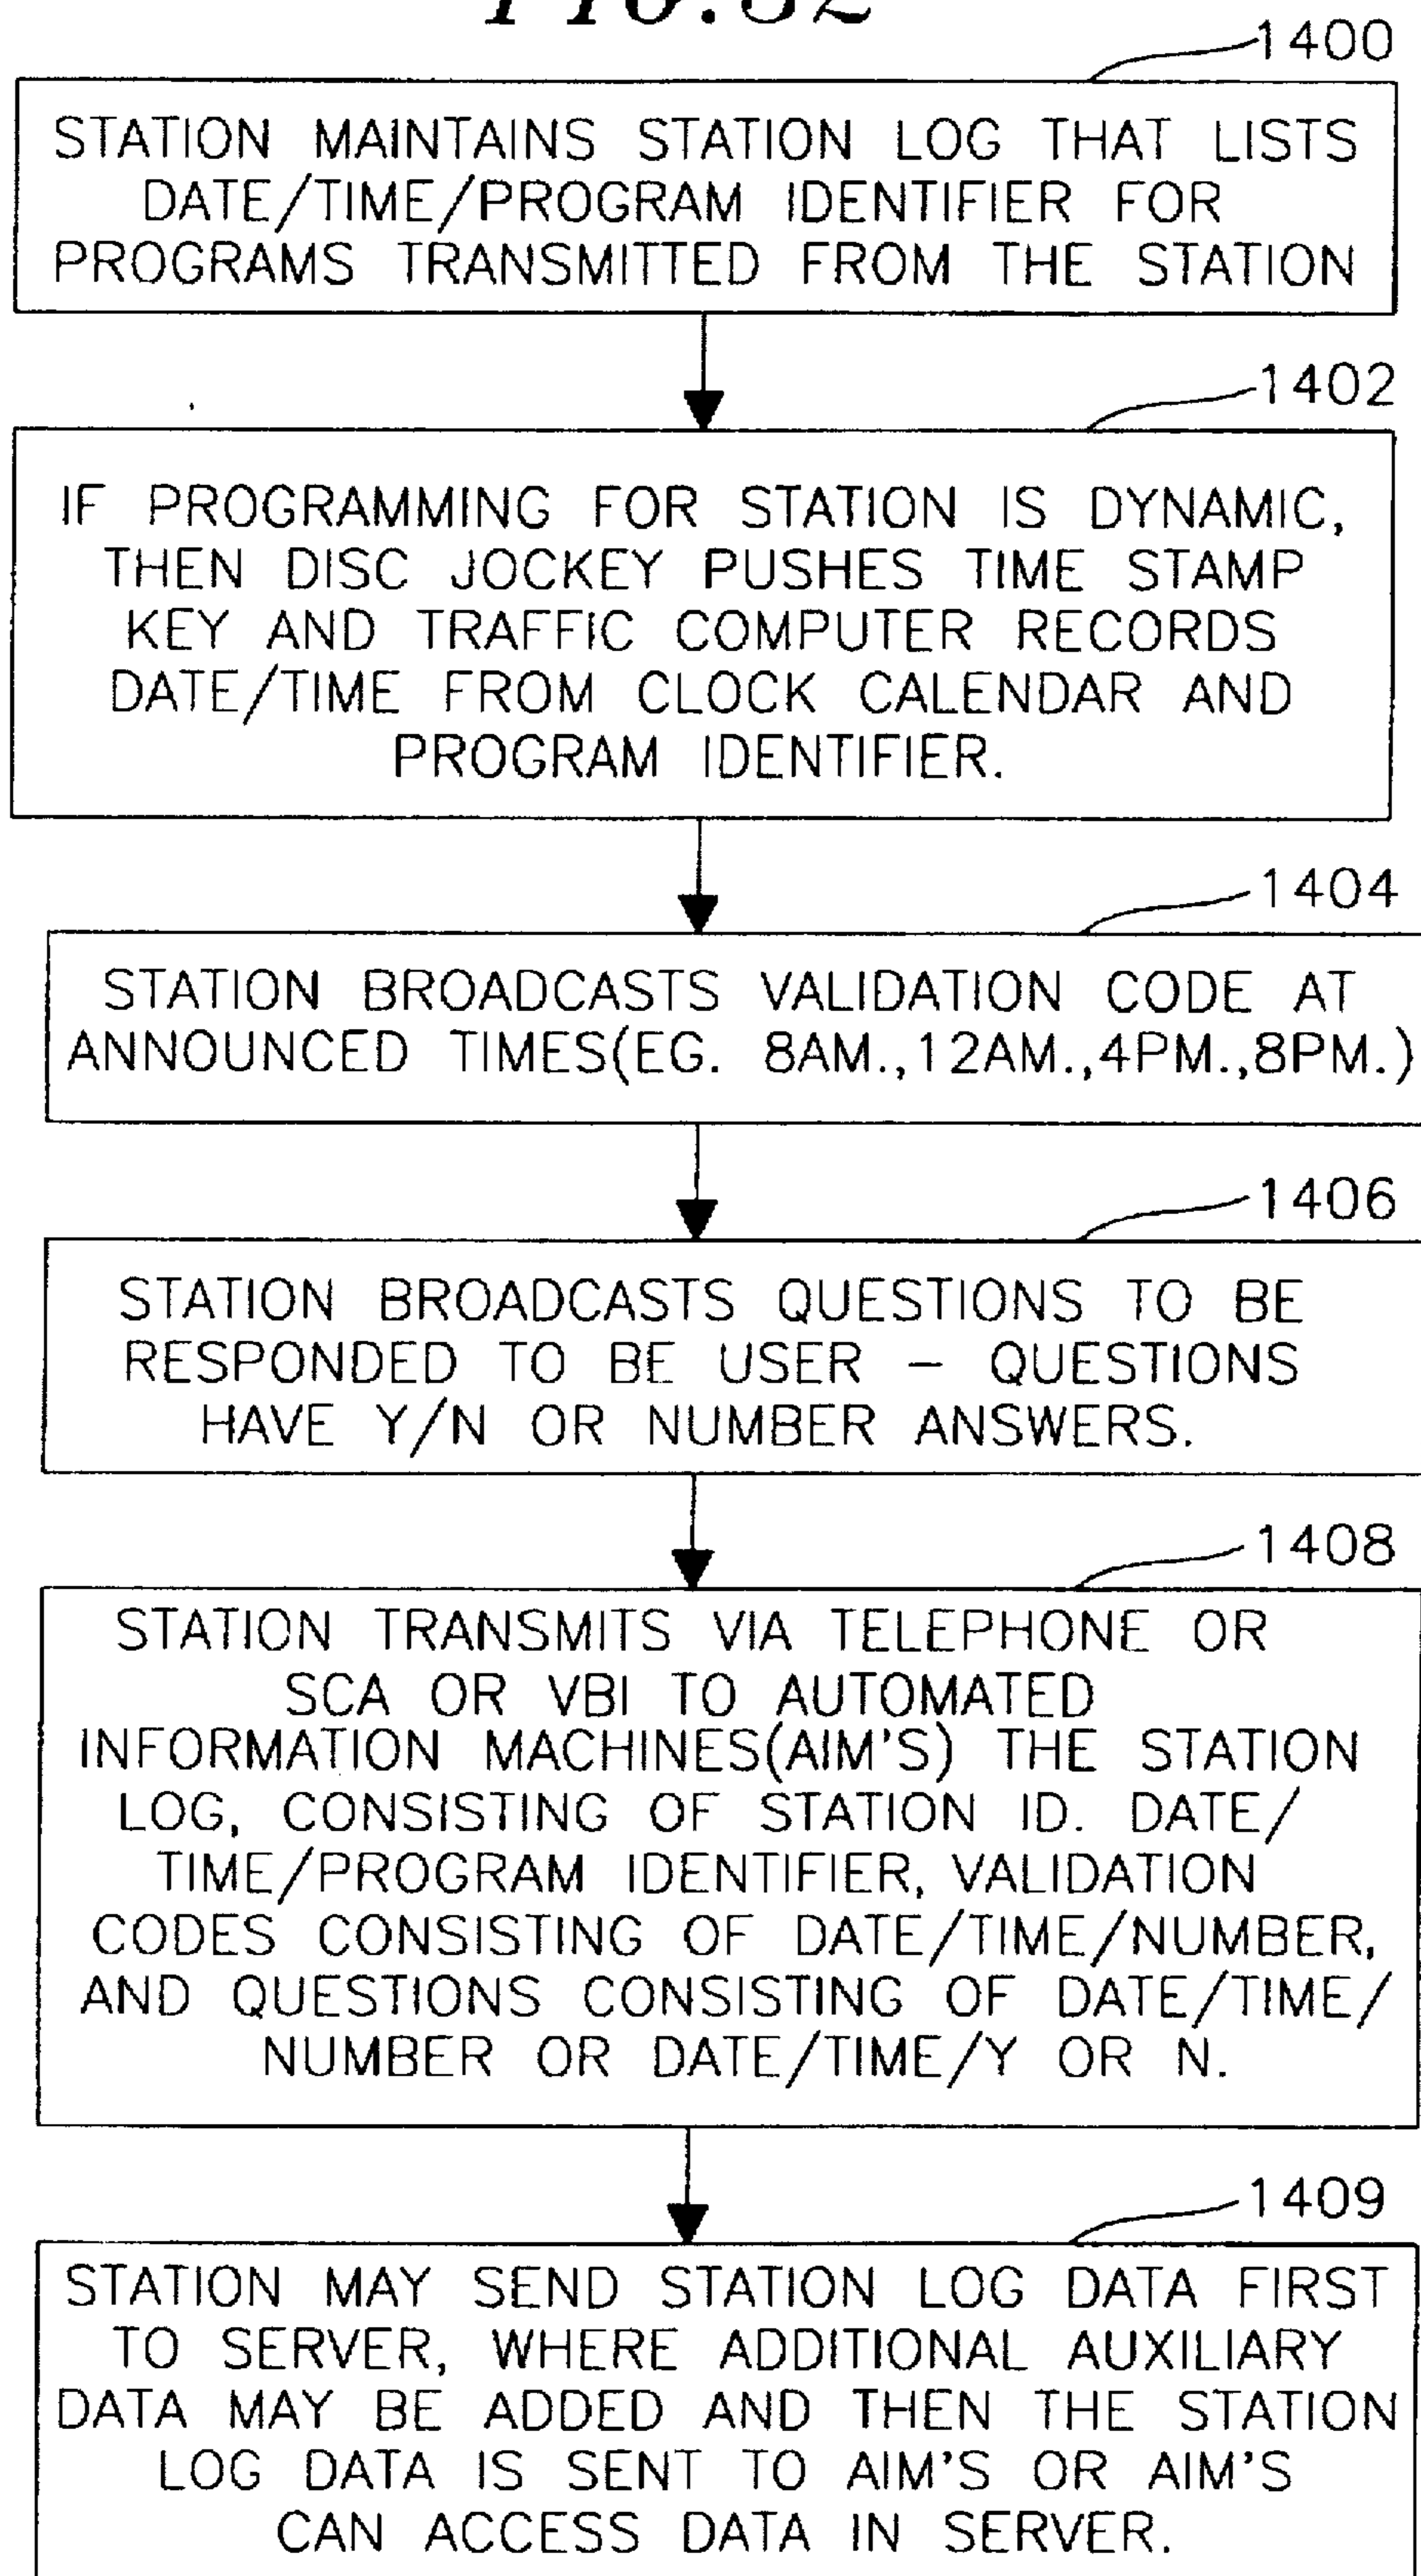 FIG. 32
1400
STATION MAINTAINS STATION LOG THAT LISTS
DATE/TIME/PROGRAM IDENTIFIER FOR
PROGRAMS TRANSMITTED FROM THE STATION
1402
IF PROGRAMMING FOR STATION IS DYNAMIC,
THEN DISC JOCKEY PUSHES TIME STAMP
KEY AND TRAFFIC COMPUTER RECORDS
DATE/TIME FROM CLOCK CALENDAR AND
PROGRAM IDENTIFIER.
1404
STATION BROADCASTS VALIDATION CODE AT
ANNOUNCED TIMES(EG. 8AM.,12AM.,4PM.,8PM.)
1406
STATION BROADCASTS QUESTIONS TO BE
RESPONDED TO BE USER – QUESTIONS
HAVE Y/N OR NUMBER ANSWERS.
1408
STATION TRANSMITS VIA TELEPHONE OR
SCA OR VBI TO AUTOMATED
INFORMATION MACHINES(AIM'S) THE STATION
LOG, CONSISTING OF STATION ID. DATE/
TIME/PROGRAM IDENTIFIER, VALIDATION
CODES CONSISTING OF DATE/TIME/NUMBER,
AND QUESTIONS CONSISTING OF DATE/TIME/
NUMBER OR DATE/TIME/Y OR N.
1409
STATION MAY SEND STATION LOG DATA FIRST
TO SERVER, WHERE ADDITIONAL AUXILIARY
DATA MAY BE ADDED AND THEN THE STATION
LOG DATA IS SENT TO AIM'S OR AIM'S
CAN ACCESS DATA IN SERVER.